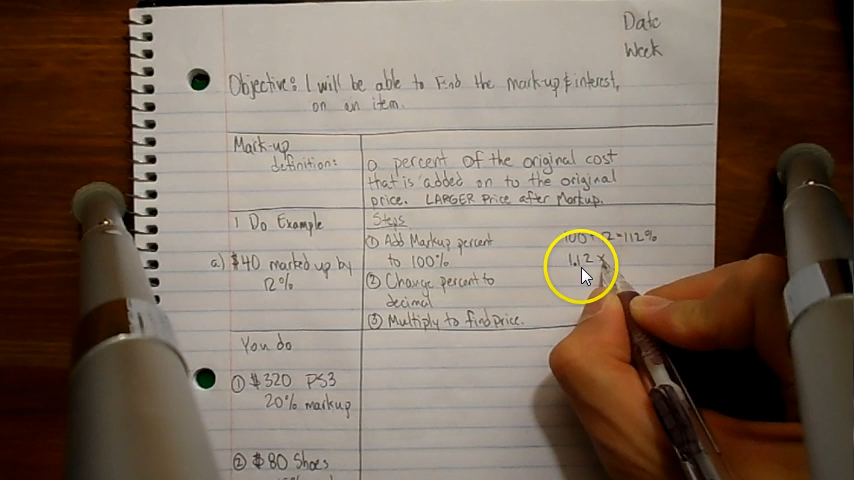 Date
Week
Objective: I will be able to Find the mark-up & interest,
on an item.
Mark-up
definition:
a percent of the original cost
that is added on to the original
price. LARGER Price after Markup.
I Do Example
a) $40 marked up by
12%
Steps
① Add Markup percent
to 100%
② Change percent to
decimal
③ Multiply to find price.
100 + 2 = 112%
1.12 x
You do
① $320 PS3
20% markup
② $80 Shoes